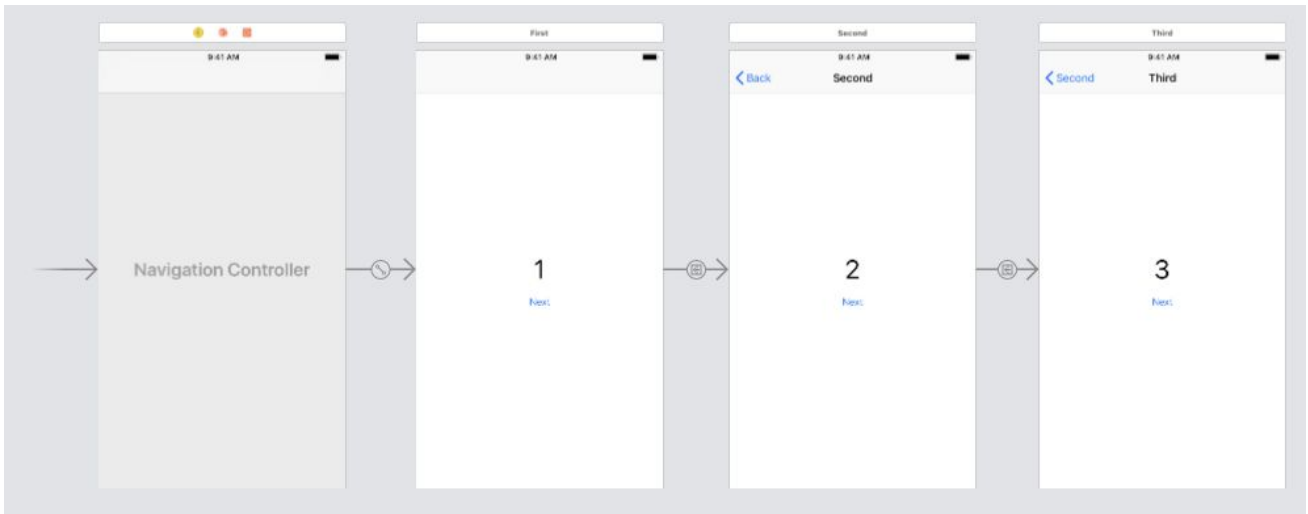 First
Second
Third
9:41 AM
9:41 AM
9:41 AM
9:41 AM
Back
Second
Second
Third
Navigation Controller
1
2
3
Next
Next
Next